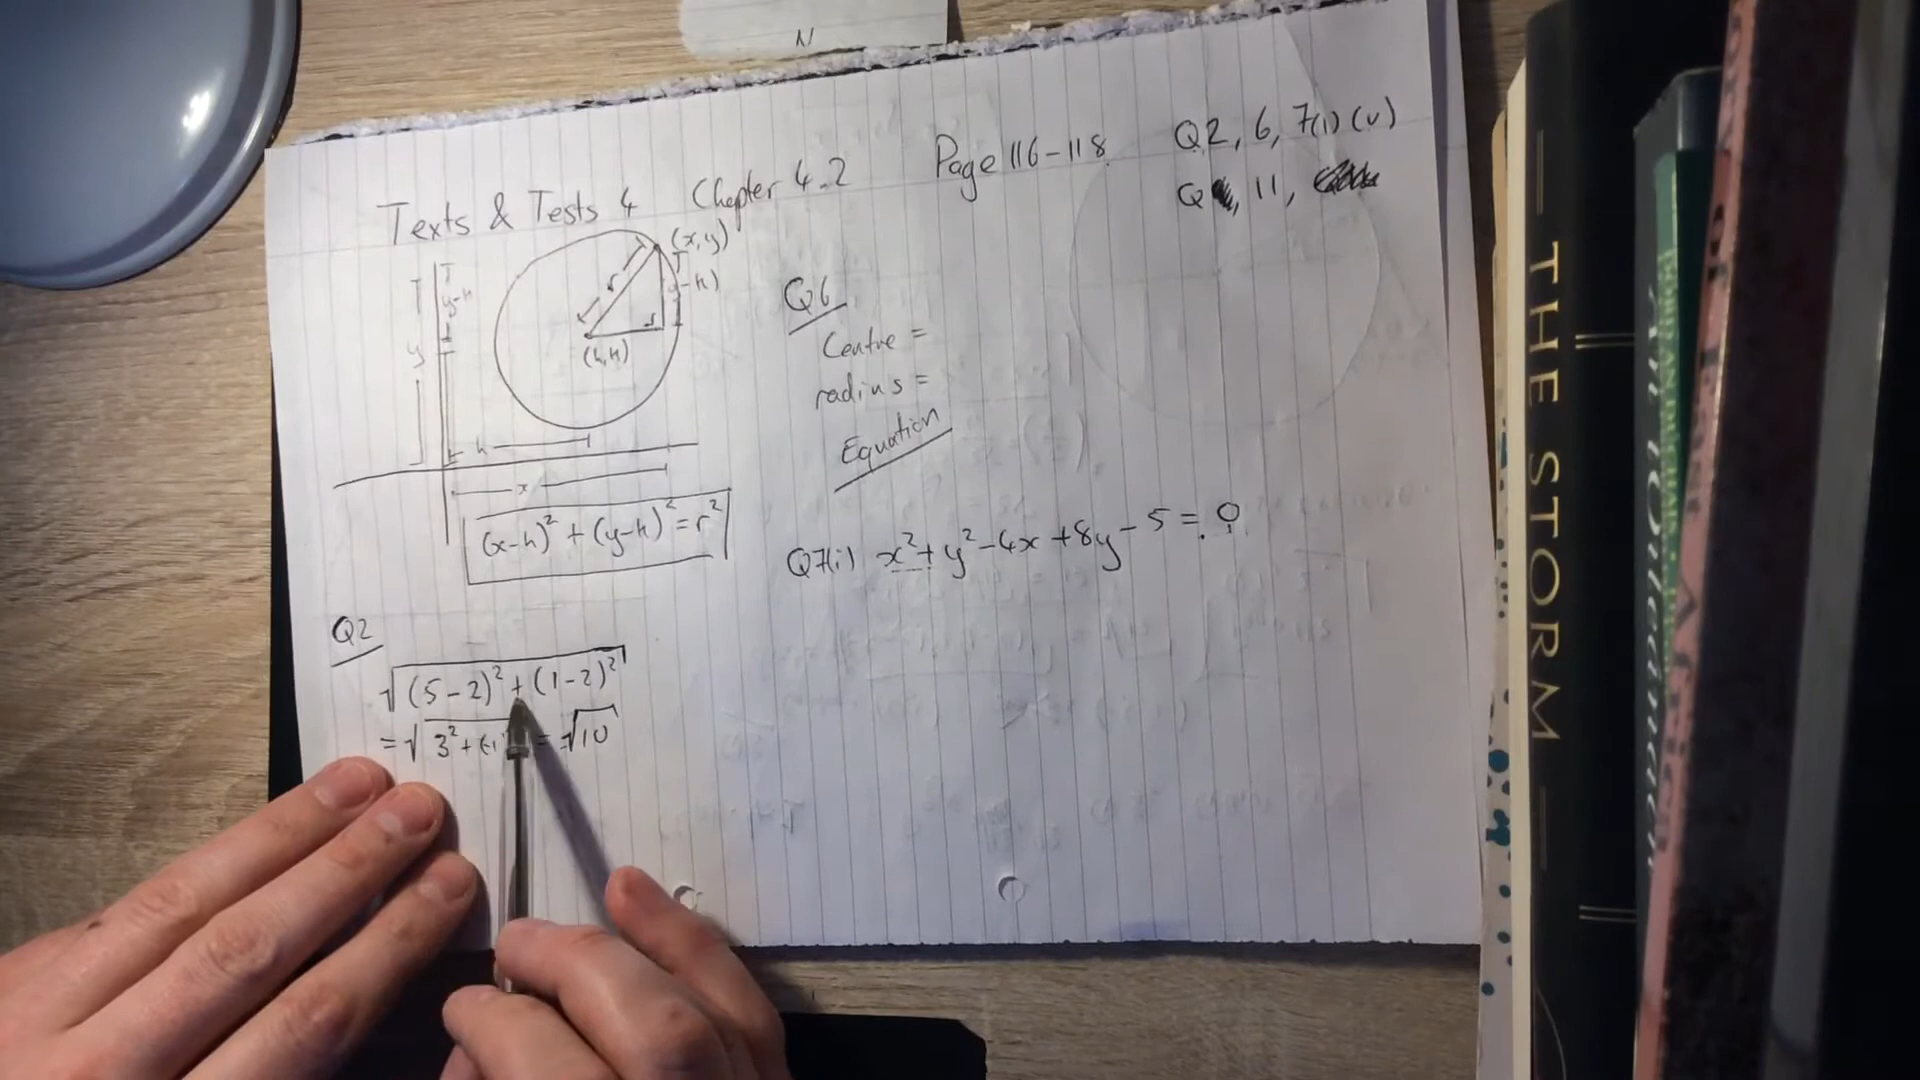 N
Texts & Tests 4 Chapter 4.2 Page 116-118 Q2, 6, 7(i) (v)
Q , 11,
(x,y)
r
y-k
-k)
y
(h,k)
h
x
(x-h)² + (y-k)² = r²
Q2
√(5-2)² + (1-2)²
= √3² + (-1 = √10
Q6
Centre =
radius =
Equation
Q7(i) x² + y² - 4x + 8y - 5 = 0
THE STORM